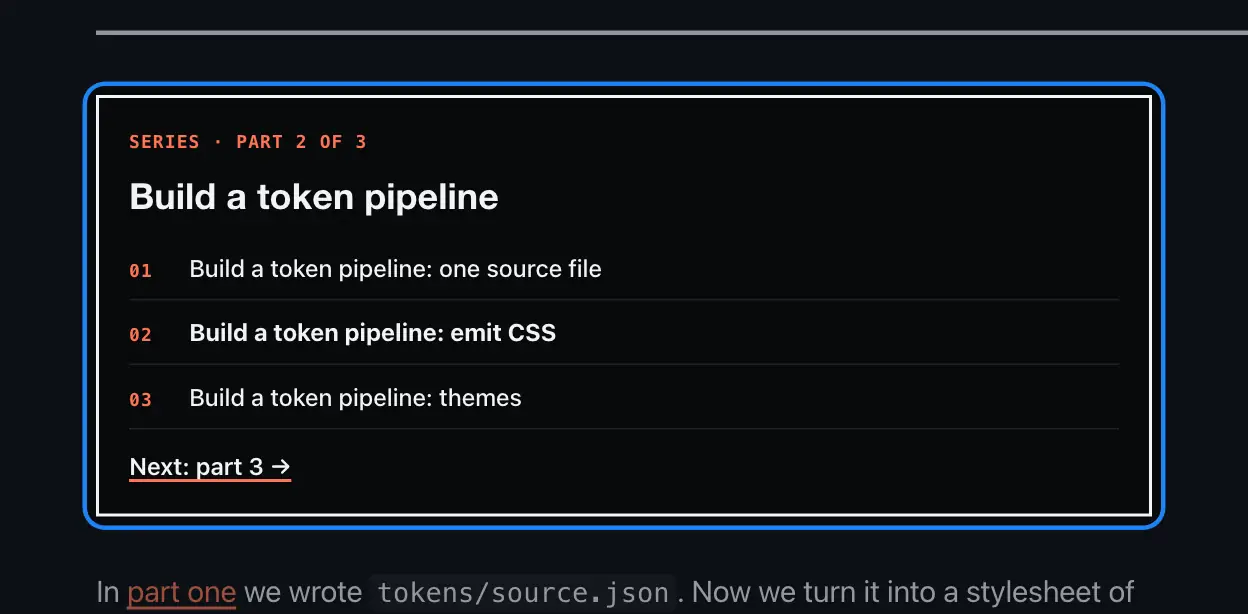 SERIES · PART 2 OF 3
Build a token pipeline
01 Build a token pipeline: one source file
02 Build a token pipeline: emit CSS
03 Build a token pipeline: themes
Next: part 3 →
In part one we wrote tokens/source.json. Now we turn it into a stylesheet of